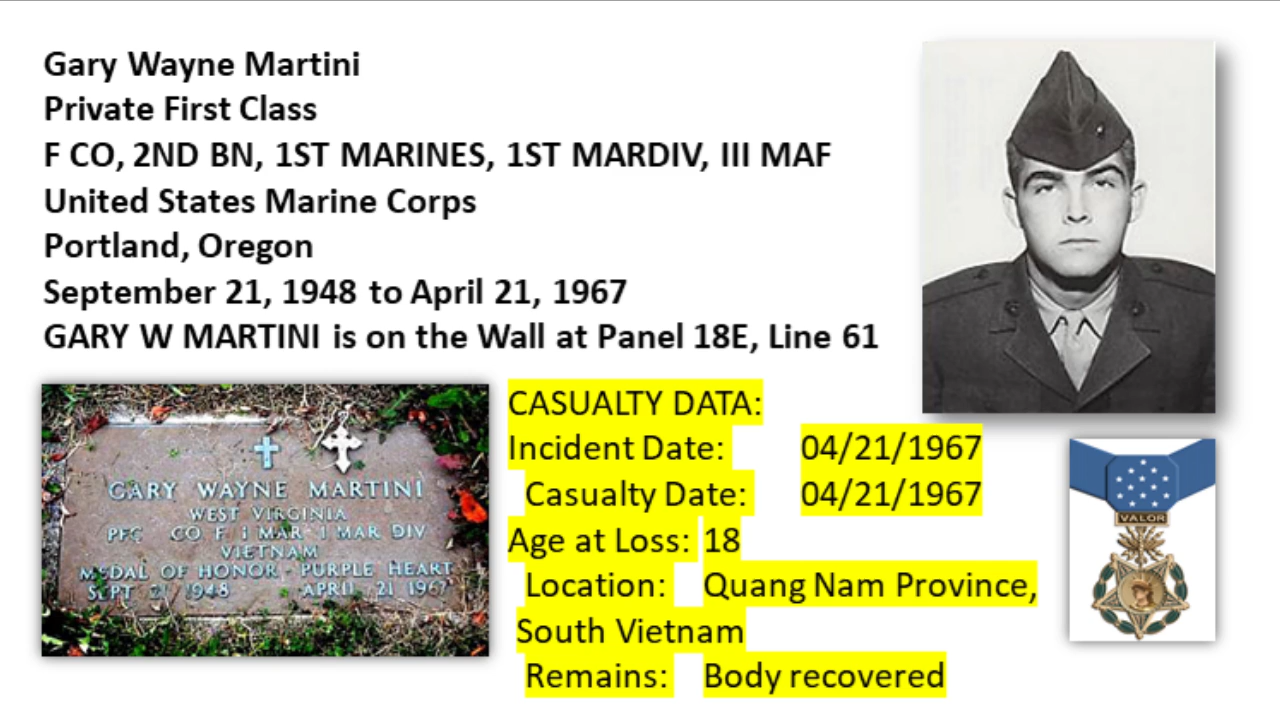 Gary Wayne Martini
Private First Class
F CO, 2ND BN, 1ST MARINES, 1ST MARDIV, III MAF
United States Marine Corps
Portland, Oregon
September 21, 1948 to April 21, 1967
GARY W MARTINI is on the Wall at Panel 18E, Line 61
GARY WAYNE MARTINI
WEST VIRGINIA
PFC CO F 1 MAR 1 MAR DIV
VIETNAM
MEDAL OF HONOR - PURPLE HEART
SEPT 21 1948 APRIL 21 1967
CASUALTY DATA:
Incident Date: 04/21/1967
Casualty Date: 04/21/1967
Age at Loss: 18
Location: Quang Nam Province,
South Vietnam
Remains: Body recovered
VALOR